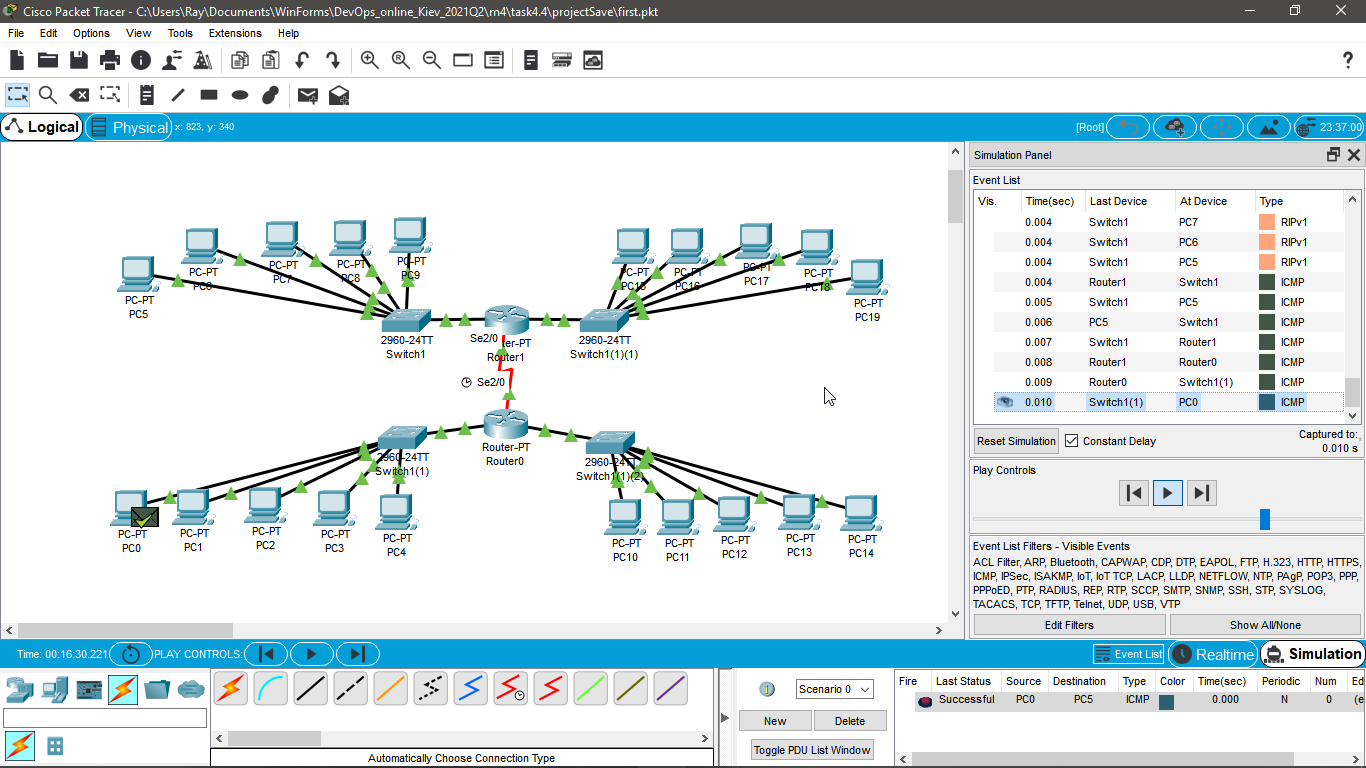 Cisco Packet Tracer - C:\Users\Ray\Documents\WinForms\DevOps_online_Kiev_2021Q2\m4\task4.4\projectSave\first.pkt
File Edit Options View Tools Extensions Help
Logical Physical x: 823, y: 340 [Root] 23:37:00
PC-PT
PC5
PC-PT
PC-PT
PC7
PC-PT
PC8
PC-PT
PC9
2960-24TT
Switch1
Se2/0
Router1
Se2/0
2960-24TT
Switch1(1)(1)
PC-PT
PC15
PC-PT
PC16
PC-PT
PC17
PC-PT
PC18
PC-PT
PC19
Router-PT
Router0
2960-24TT
Switch1(1)
2960-24TT
Switch1(1)(2)
PC-PT
PC0
PC-PT
PC1
PC-PT
PC2
PC-PT
PC3
PC-PT
PC4
PC-PT
PC10
PC-PT
PC11
PC-PT
PC12
PC-PT
PC13
PC-PT
PC14
Simulation Panel
Event List
Vis. Time(sec) Last Device At Device Type
0.004 Switch1 PC7 RIPv1
0.004 Switch1 PC6 RIPv1
0.004 Switch1 PC5 RIPv1
0.004 Router1 Switch1 ICMP
0.005 Switch1 PC5 ICMP
0.006 PC5 Switch1 ICMP
0.007 Switch1 Router1 ICMP
0.008 Router1 Router0 ICMP
0.009 Router0 Switch1(1) ICMP
0.010 Switch1(1) PC0 ICMP
Reset Simulation Constant Delay Captured to:
0.010 s
Play Controls
Event List Filters - Visible Events
ACL Filter, ARP, Bluetooth, CAPWAP, CDP, DTP, EAPOL, FTP, H.323, HTTP, HTTPS,
ICMP, IPSec, ISAKMP, IoT, IoT TCP, LACP, LLDP, NETFLOW, NTP, PAgP, POP3, PPP,
PPPoED, PTP, RADIUS, REP, RTP, SCCP, SMTP, SNMP, SSH, STP, SYSLOG,
TACACS, TCP, TFTP, Telnet, UDP, USB, VTP
Edit Filters Show All/None
Time: 00:16:30.221 PLAY CONTROLS: Event List Realtime Simulation
Automatically Choose Connection Type
Scenario 0
New Delete
Toggle PDU List Window
Fire Last Status Source Destination Type Color Time(sec) Periodic Num Ed
Successful PC0 PC5 ICMP 0.000 N 0 (e